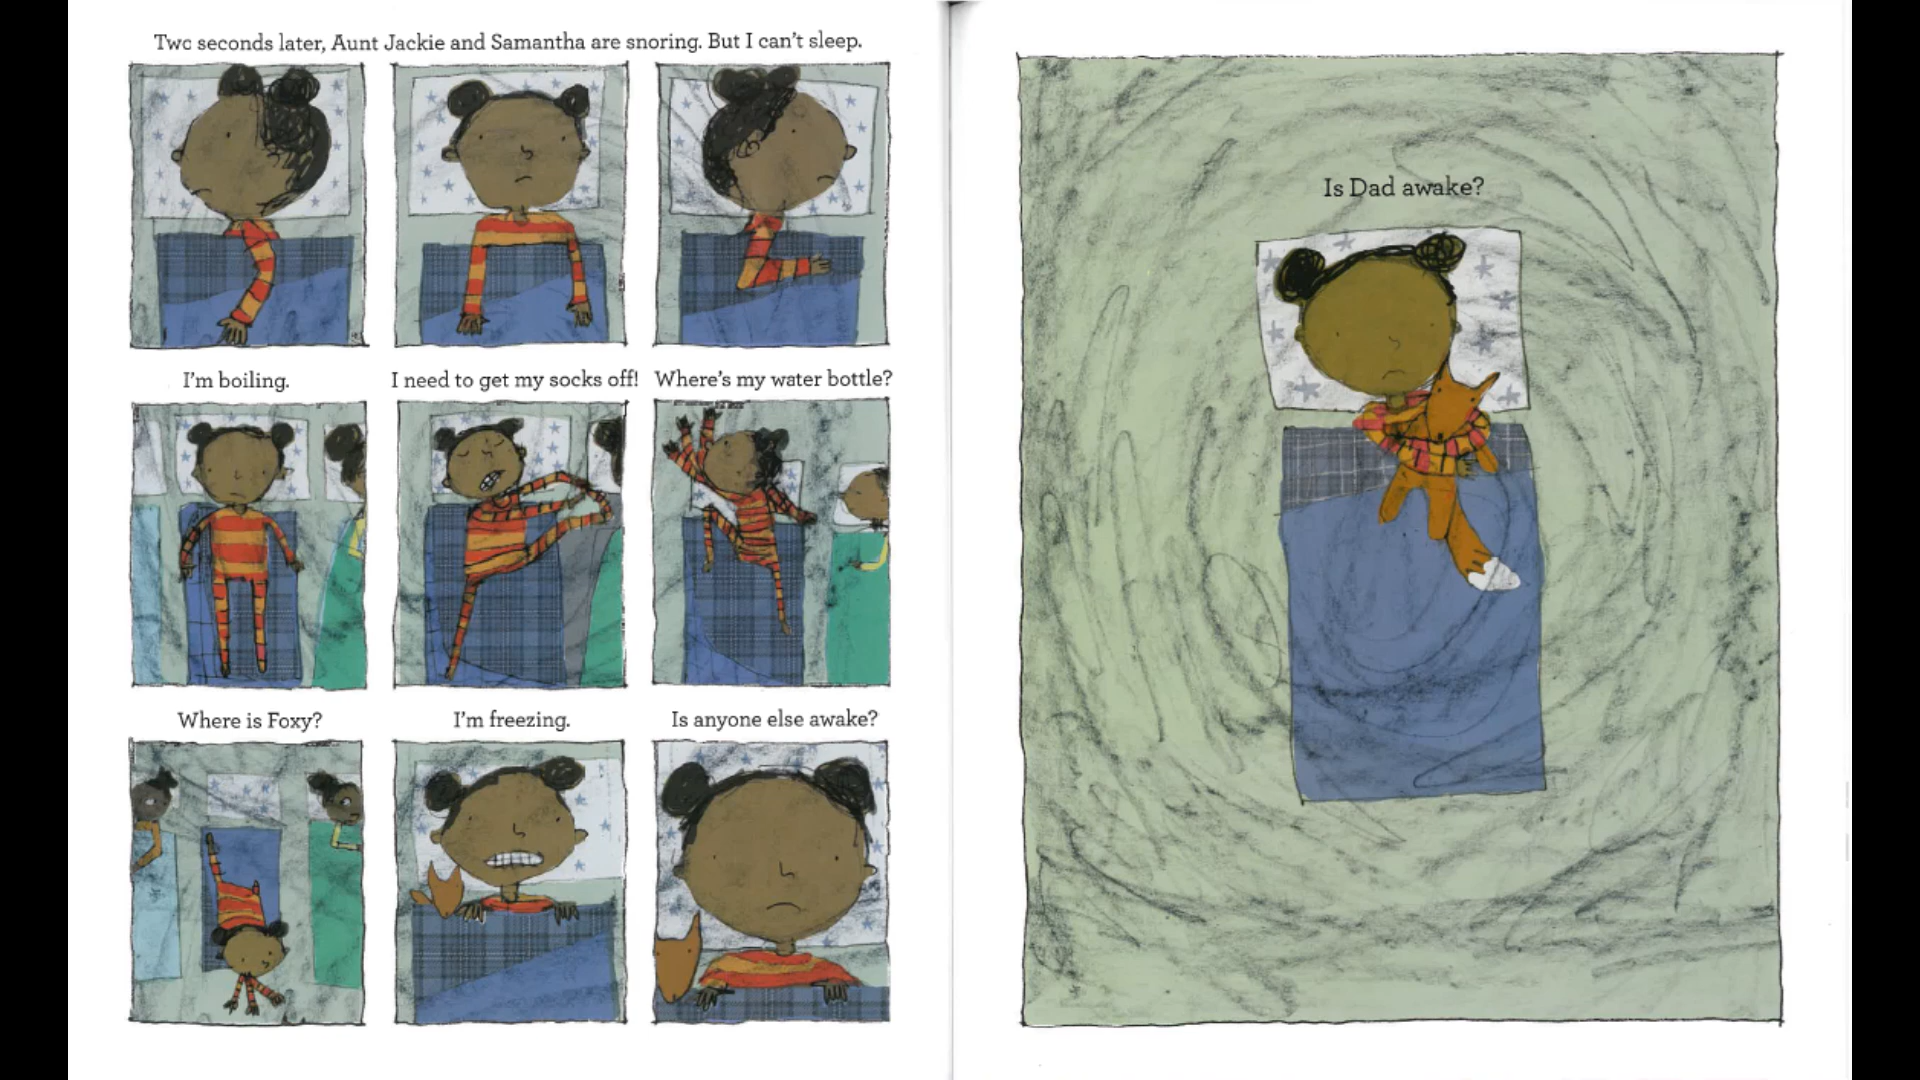 Two seconds later, Aunt Jackie and Samantha are snoring. But I can't sleep.
I'm boiling.
I need to get my socks off!
Where's my water bottle?
Where is Foxy?
I'm freezing.
Is anyone else awake?
Is Dad awake?